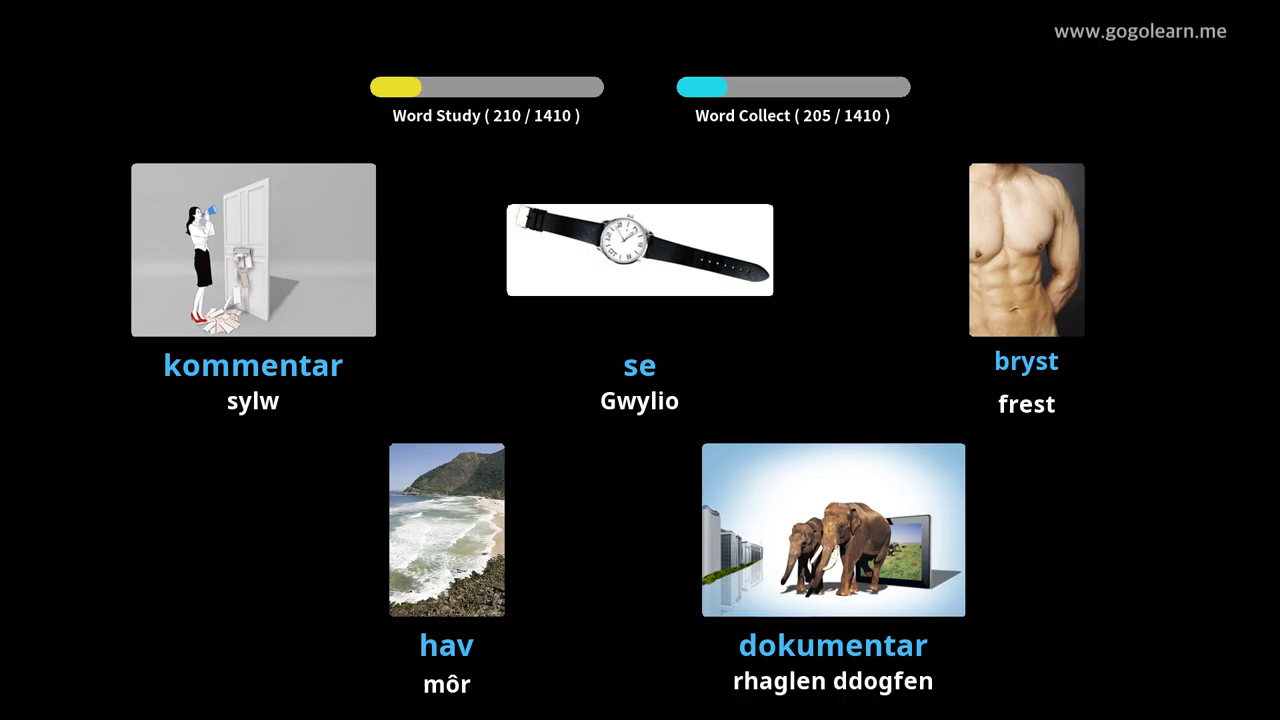 www.gogolearn.me
Word Study ( 210 / 1410 )
Word Collect ( 205 / 1410 )
kommentar
sylw
se
Gwylio
bryst
frest
hav
môr
dokumentar
rhaglen ddogfen